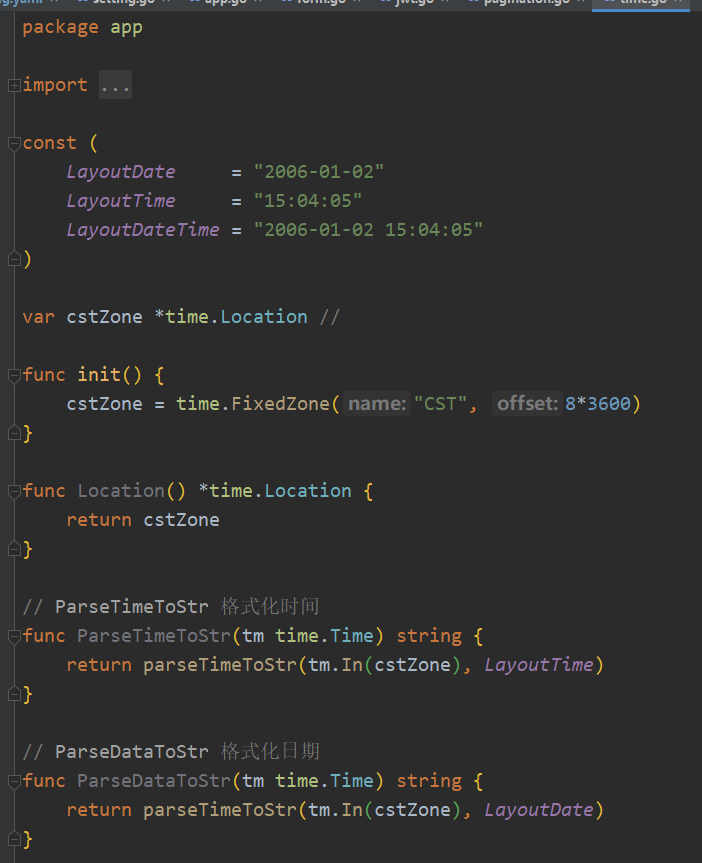 setting.go app.go form.go jwt.go pagination.go time.go
package app
import ...
const (
    LayoutDate     = "2006-01-02"
    LayoutTime     = "15:04:05"
    LayoutDateTime = "2006-01-02 15:04:05"
)
var cstZone *time.Location //
func init() {
    cstZone = time.FixedZone( name: "CST",  offset: 8*3600)
}
func Location() *time.Location {
    return cstZone
}
// ParseTimeToStr 格式化时间
func ParseTimeToStr(tm time.Time) string {
    return parseTimeToStr(tm.In(cstZone), LayoutTime)
}
// ParseDataToStr 格式化日期
func ParseDataToStr(tm time.Time) string {
    return parseTimeToStr(tm.In(cstZone), LayoutDate)
}